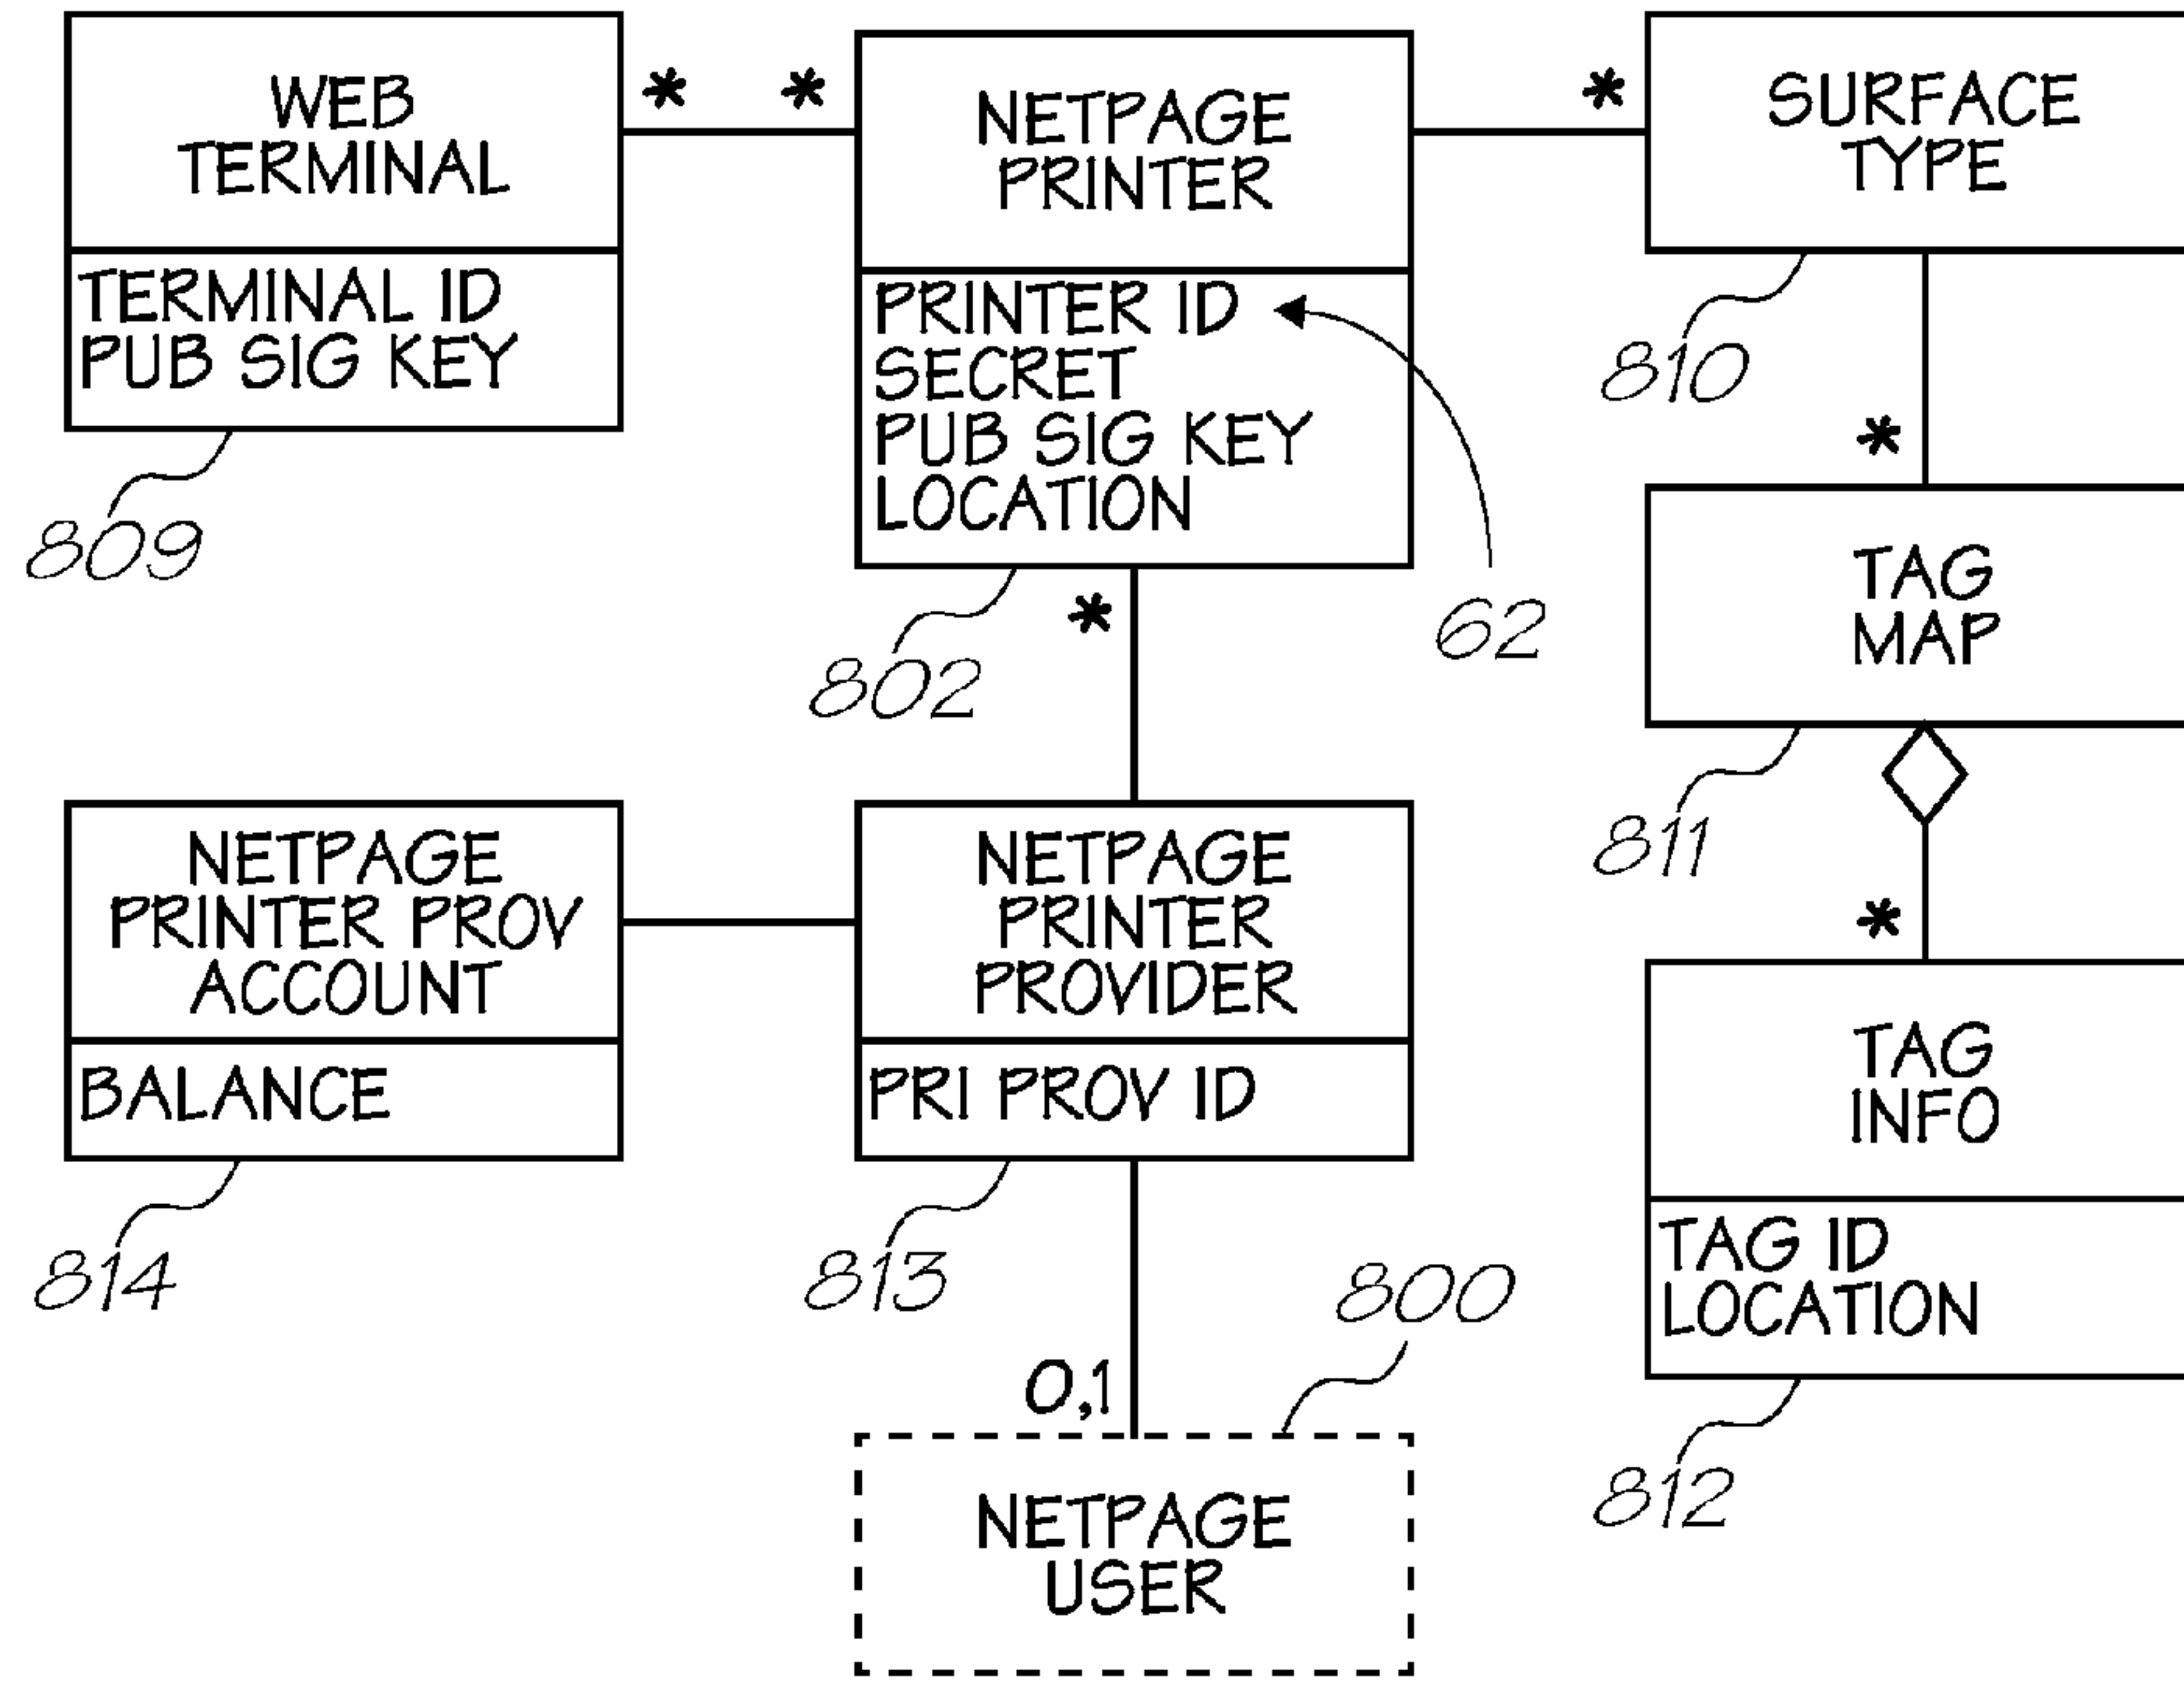 WEB
TERMINAL
TERMINAL ID
PUB SIG KEY
809
*
*
NETPAGE
PRINTER
PRINTER ID
SECRET
PUB SIG KEY
LOCATION
62
802
*
*
SURFACE
TYPE
810
*
TAG
MAP
811
*
TAG
INFO
TAG ID
LOCATION
812
NETPAGE
PRINTER PROV
ACCOUNT
BALANCE
814
NETPAGE
PRINTER
PROVIDER
PRI PROV ID
813
800
0,1
NETPAGE
USER